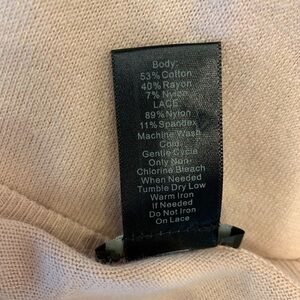 Body:
53% Cotton
40% Rayon
7% Nylon
LACE
89% Nylon
11% Spandex
Machine Wash
Cold
Gentle Cycle
Only Non-
Chlorine Bleach
When Needed
Tumble Dry Low
Warm Iron
If Needed
Do Not Iron
On Lace